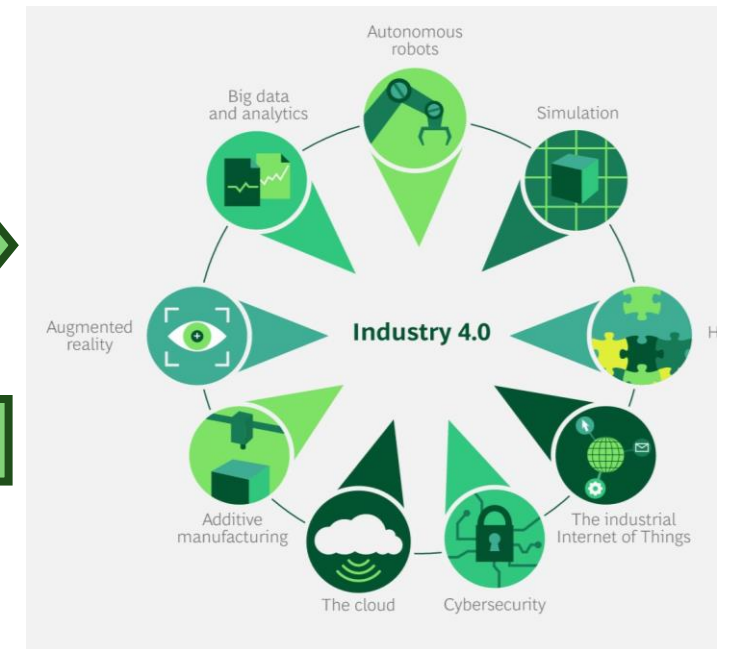 Autonomous
robots
Big data
and analytics
Simulation
Augmented
reality
Industry 4.0
Additive
manufacturing
The industrial
Internet of Things
The cloud
Cybersecurity